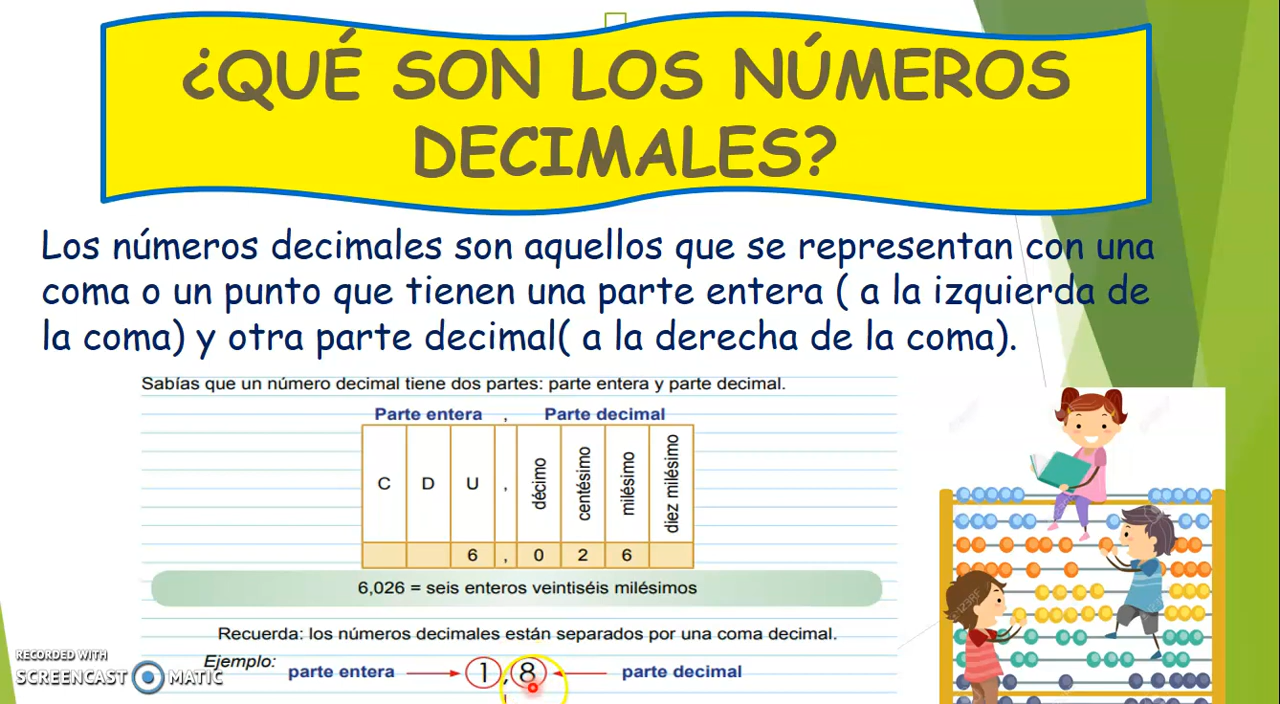 ¿QUÉ SON LOS NÚMEROS
DECIMALES?
Los números decimales son aquellos que se representan con una
coma o un punto que tienen una parte entera ( a la izquierda de
la coma) y otra parte decimal( a la derecha de la coma).
Sabías que un número decimal tiene dos partes: parte entera y parte decimal.
Parte entera , Parte decimal
C D U , décimo centésimo milésimo diez milésimo
6 , 0 2 6
6,026 = seis enteros veintiséis milésimos
Recuerda: los números decimales están separados por una coma decimal.
Ejemplo:
parte entera 1,8 parte decimal
RECORDED WITH
SCREENCAST MATIC
123RF
123RF